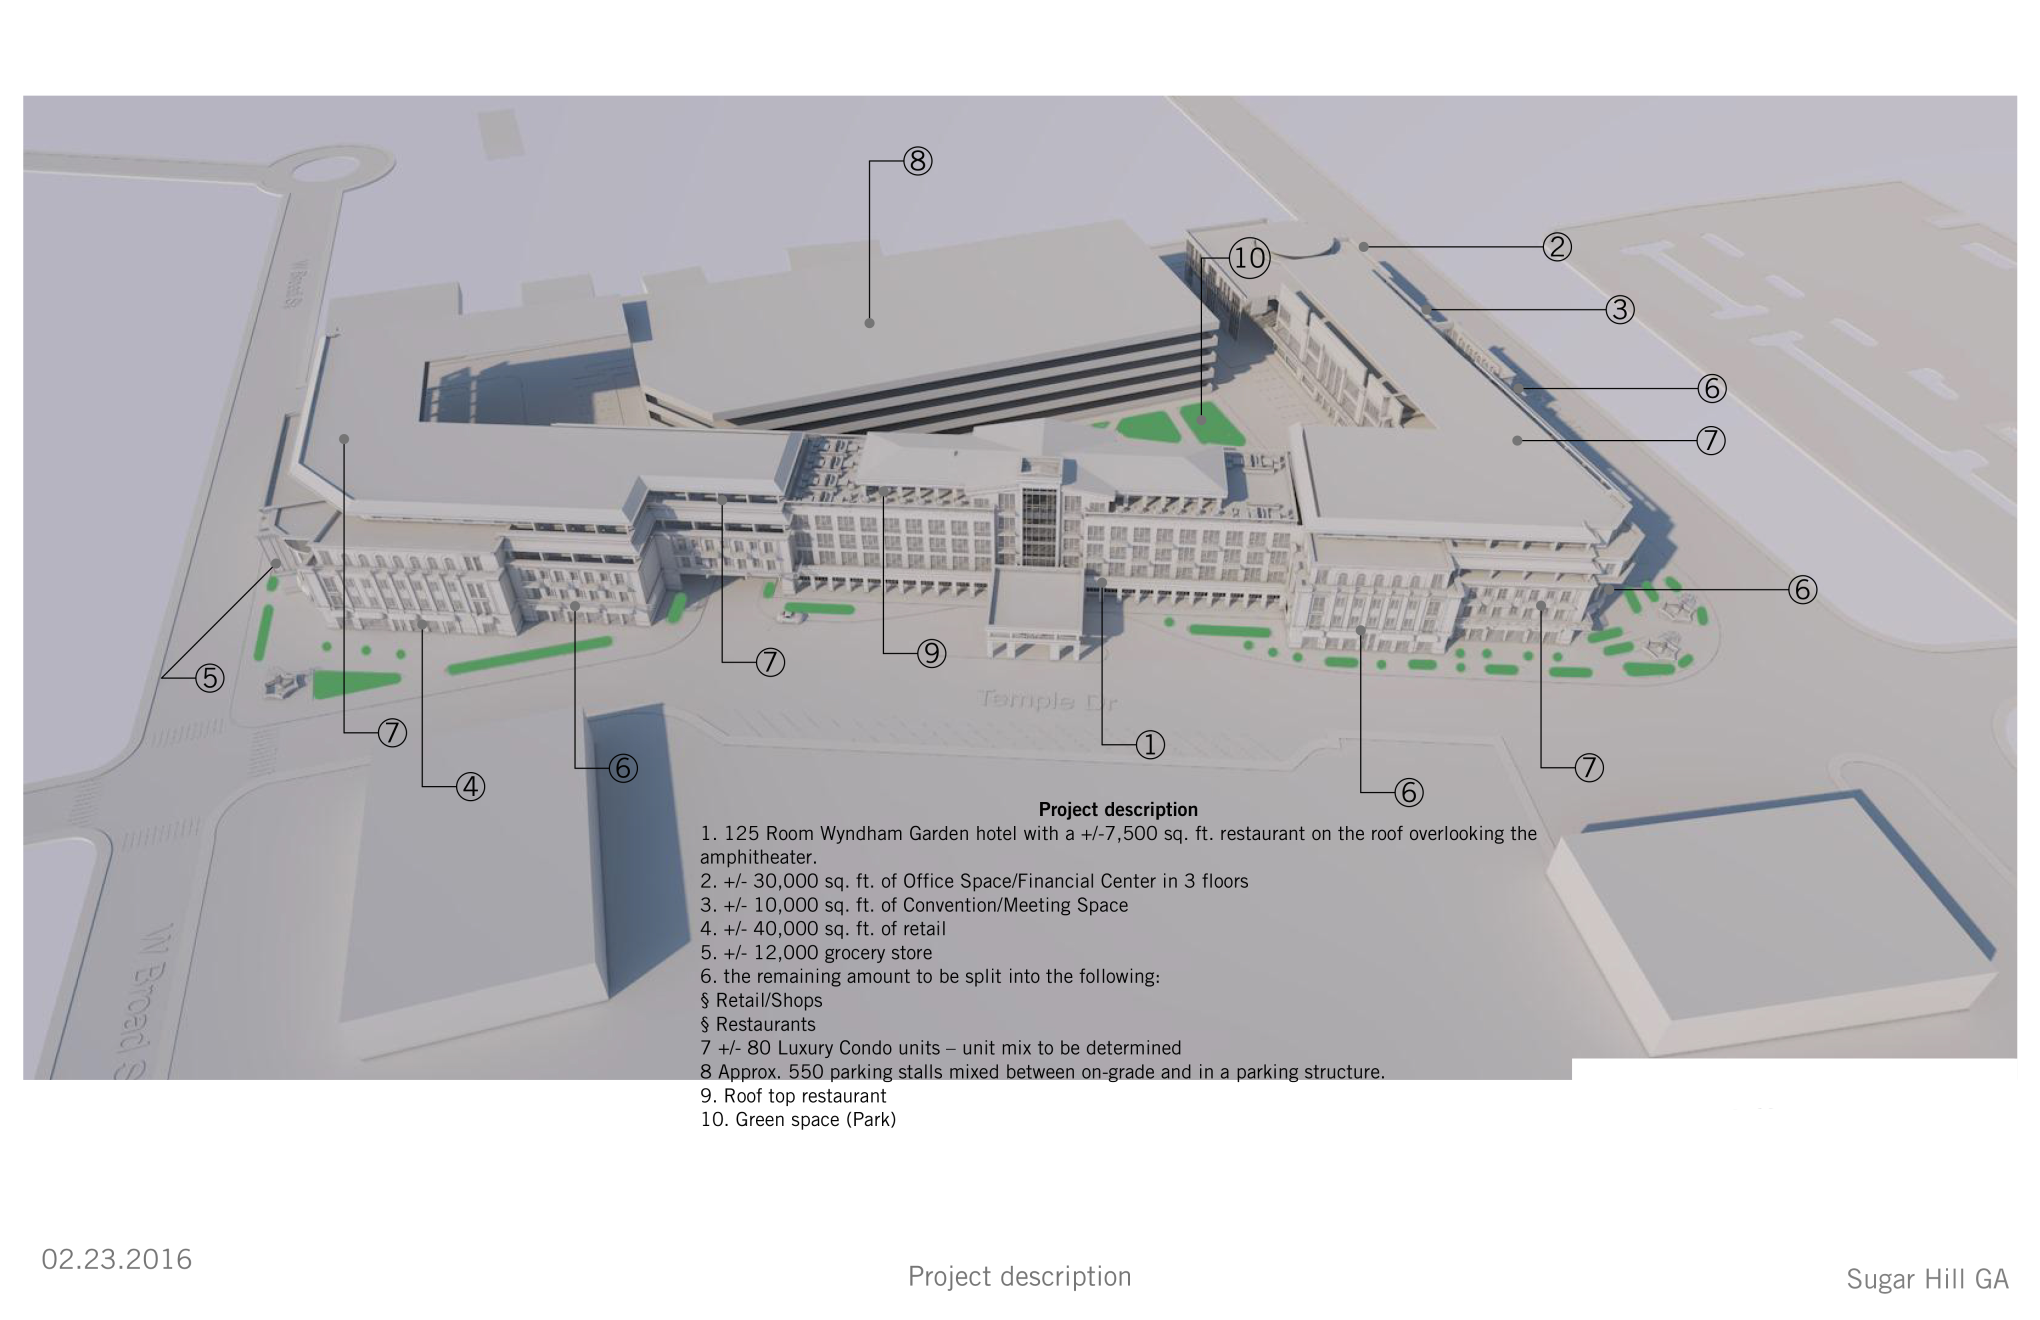 8
10
2
3
6
7
W Broad St
6
9
7
5
Temple Dr
7
1
6
7
4
6
Project description
1. 125 Room Wyndham Garden hotel with a +/-7,500 sq. ft. restaurant on the roof overlooking the
amphitheater.
2. +/- 30,000 sq. ft. of Office Space/Financial Center in 3 floors
3. +/- 10,000 sq. ft. of Convention/Meeting Space
4. +/- 40,000 sq. ft. of retail
5. +/- 12,000 grocery store
6. the remaining amount to be split into the following:
§ Retail/Shops
§ Restaurants
7 +/- 80 Luxury Condo units – unit mix to be determined
8 Approx. 550 parking stalls mixed between on-grade and in a parking structure.
9. Roof top restaurant
10. Green space (Park)
W Broad S
02.23.2016
Project description
Sugar Hill GA